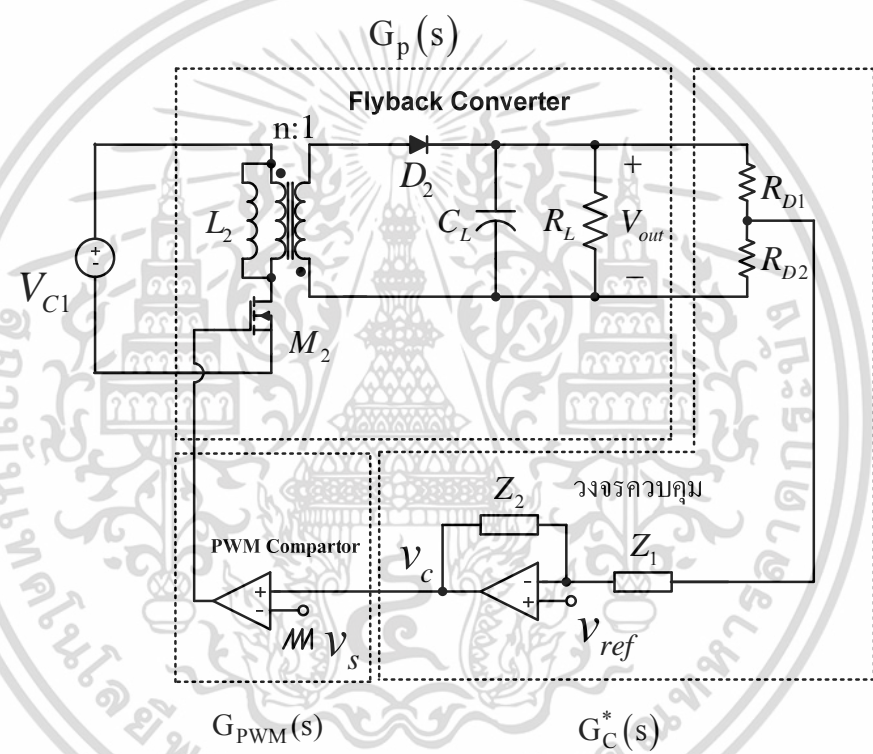 G_p(s)
Flyback Converter
n:1
D_2
L_2
C_L
R_L
+
V_out
−
R_D1
R_D2
V_C1
M_2
วงจรควบคุม
Z_2
PWM Compartor
v_c
Z_1
v_s
v_ref
G_PWM(s)
G_C^*(s)